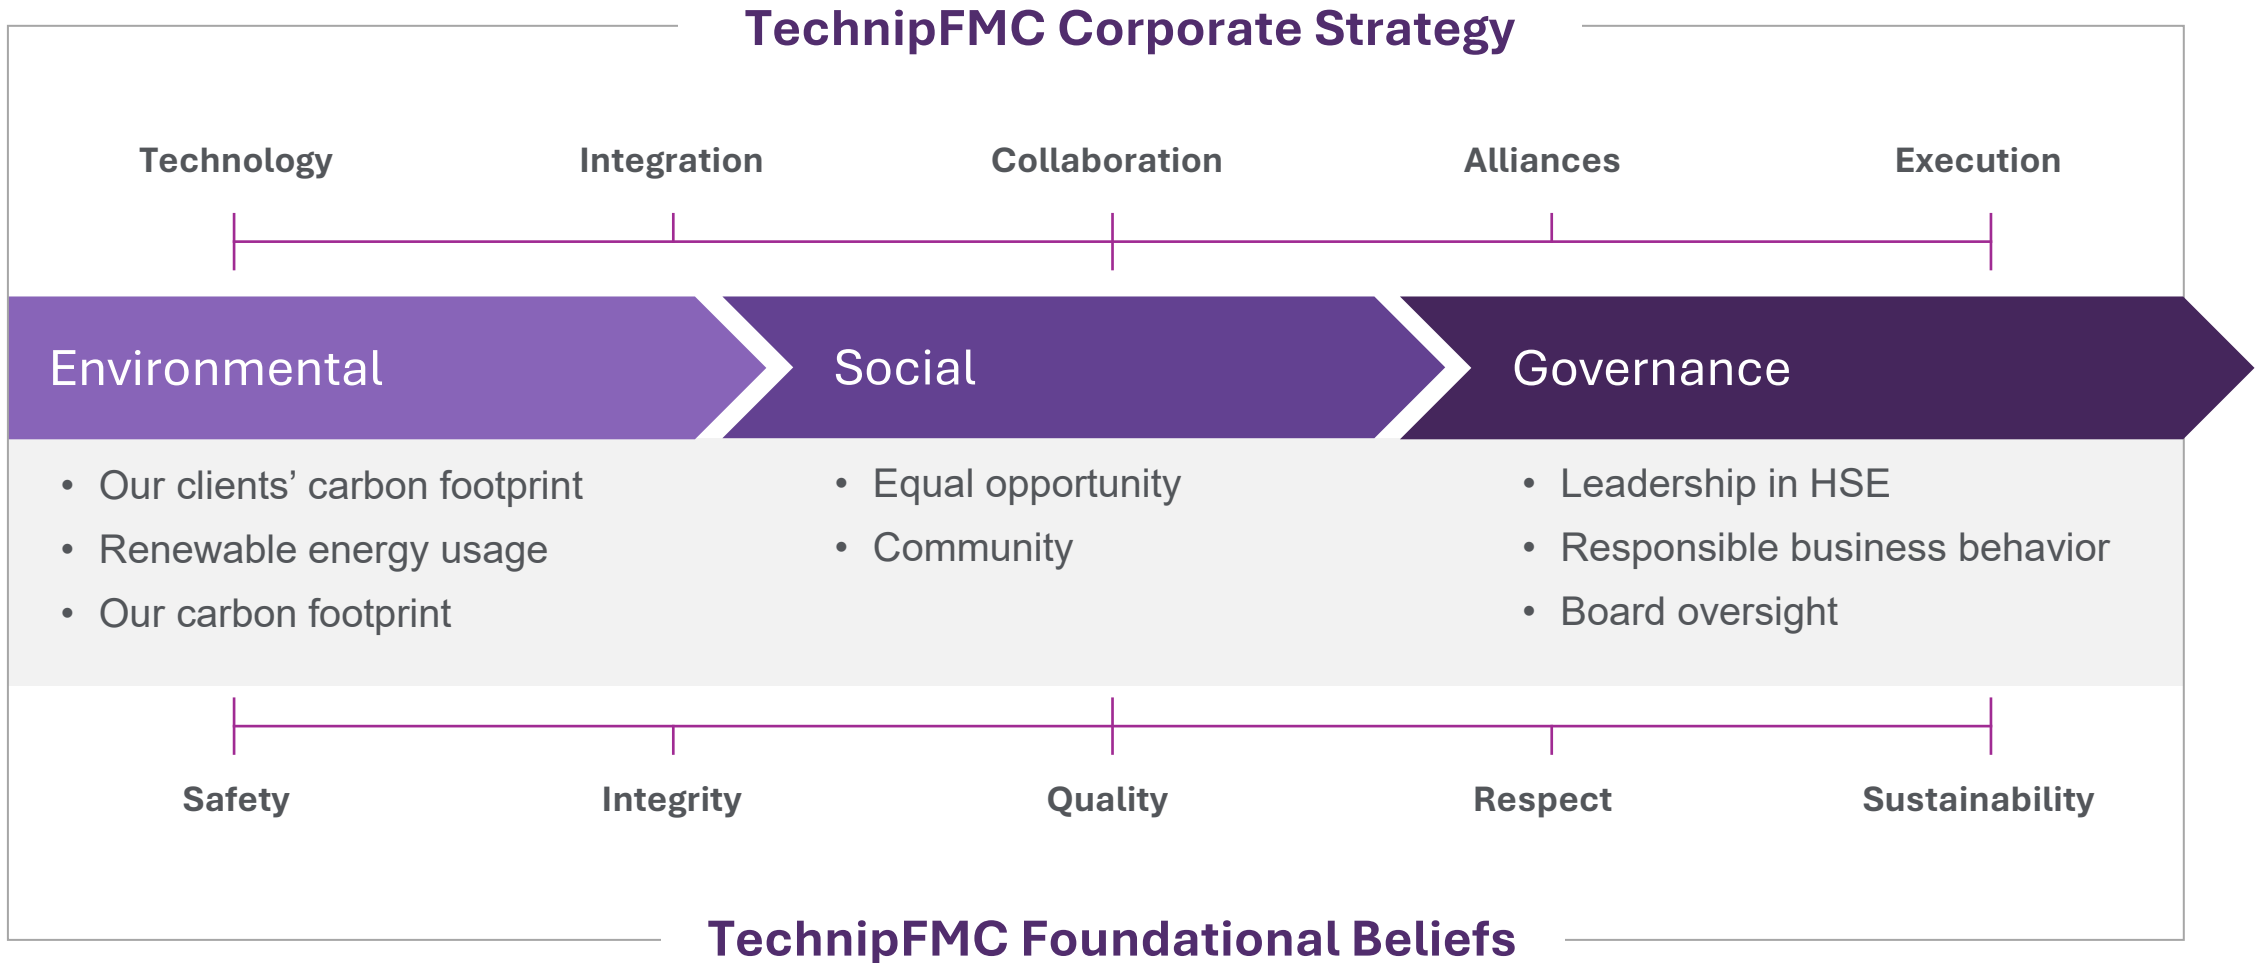 TechnipFMC Corporate Strategy
Technology
Integration
Collaboration
Alliances
Execution
Environmental
• Our clients’ carbon footprint
• Renewable energy usage
• Our carbon footprint
Social
• Equal opportunity
• Community
Governance
• Leadership in HSE
• Responsible business behavior
• Board oversight
Safety
Integrity
Quality
Respect
Sustainability
TechnipFMC Foundational Beliefs